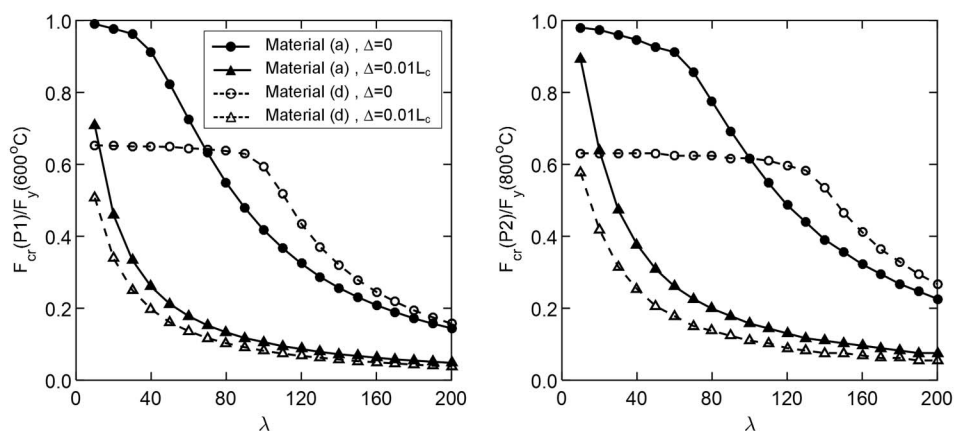 F_cr(P1)/F_y(600°C)
1.0
0.8
0.6
0.4
0.2
0.0
Material (a) , Δ=0
Material (a) , Δ=0.01L_c
Material (d) , Δ=0
Material (d) , Δ=0.01L_c
0 40 80 120 160 200
λ
F_cr(P2)/F_y(800°C)
1.0
0.8
0.6
0.4
0.2
0.0
0 40 80 120 160 200
λ